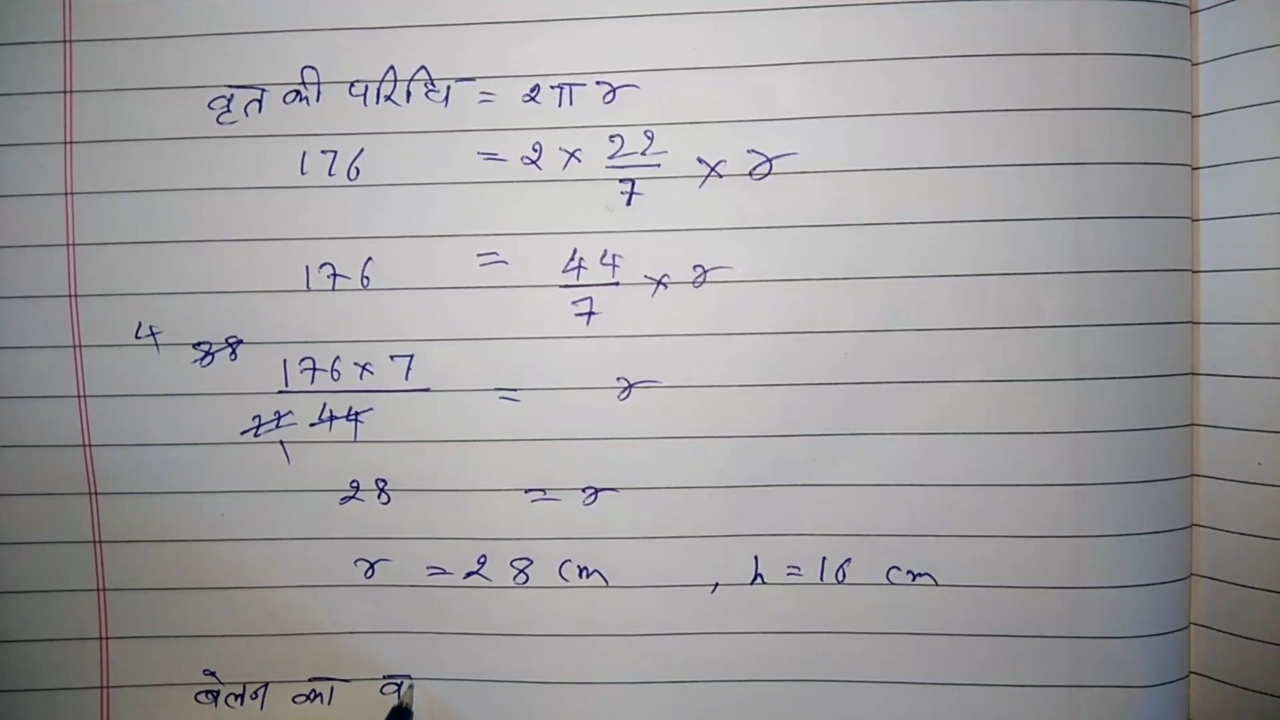 वृत की परिधि = 2πr
176 = 2 × 22/7 × r
176 = 44/7 × r
4 88 176 × 7 / 22 44 1 = r
28 = r
r = 28 cm , h = 16 cm
बेलन का व